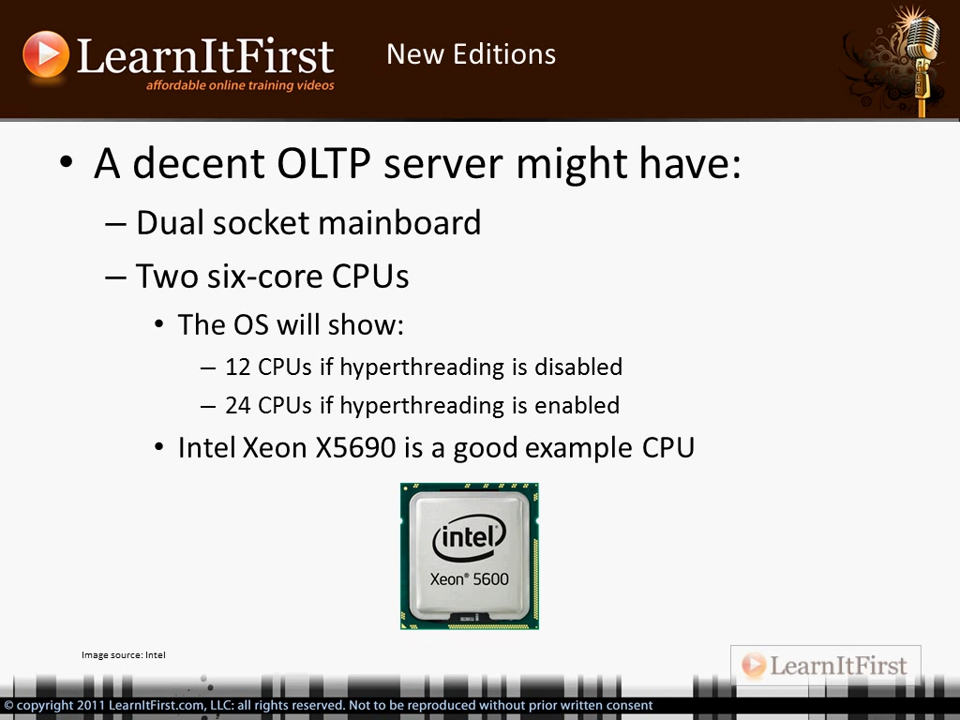 LearnItFirst
affordable online training videos
New Editions
• A decent OLTP server might have:
– Dual socket mainboard
– Two six-core CPUs
• The OS will show:
– 12 CPUs if hyperthreading is disabled
– 24 CPUs if hyperthreading is enabled
• Intel Xeon X5690 is a good example CPU
intel
Xeon® 5600
Image source: Intel
LearnItFirst
© copyright 2011 LearnItFirst.com, LLC: all rights reserved. Not to be reproduced without prior written consent